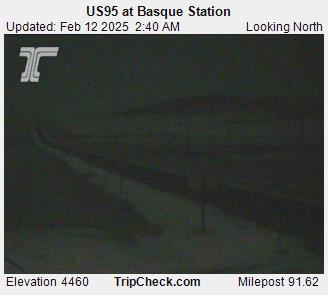 US95 at Basque Station
Updated: Feb 12 2025 2:40 AM Looking North
Elevation 4460 TripCheck.com Milepost 91.62